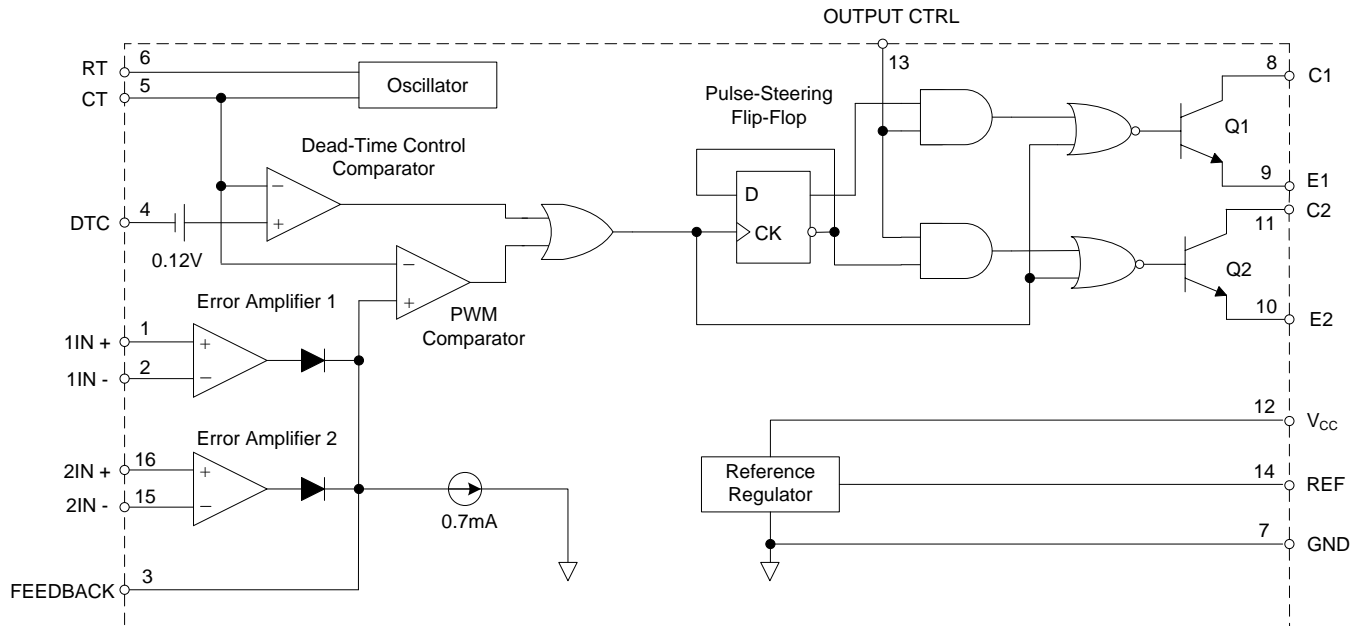 OUTPUT CTRL
13
RT
6
CT
5
Oscillator
Dead-Time Control
Comparator
−
+
DTC
4
0.12V
Pulse-Steering
Flip-Flop
D
CK
8
C1
Q1
9
E1
C2
11
Q2
10
E2
−
+
PWM
Comparator
Error Amplifier 1
1IN +
1
+
1IN -
2
−
Error Amplifier 2
2IN +
16
+
2IN -
15
−
0.7mA
FEEDBACK
3
12
VCC
Reference
Regulator
14
REF
7
GND